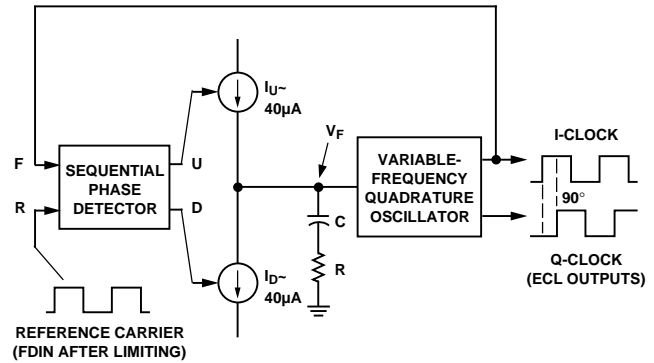 I_U~
40µA
V_F
I-CLOCK
F
R
SEQUENTIAL
PHASE
DETECTOR
U
D
VARIABLE-
FREQUENCY
QUADRATURE
OSCILLATOR
90°
C
R
I_D~
40µA
Q-CLOCK
(ECL OUTPUTS)
REFERENCE CARRIER
(FDIN AFTER LIMITING)